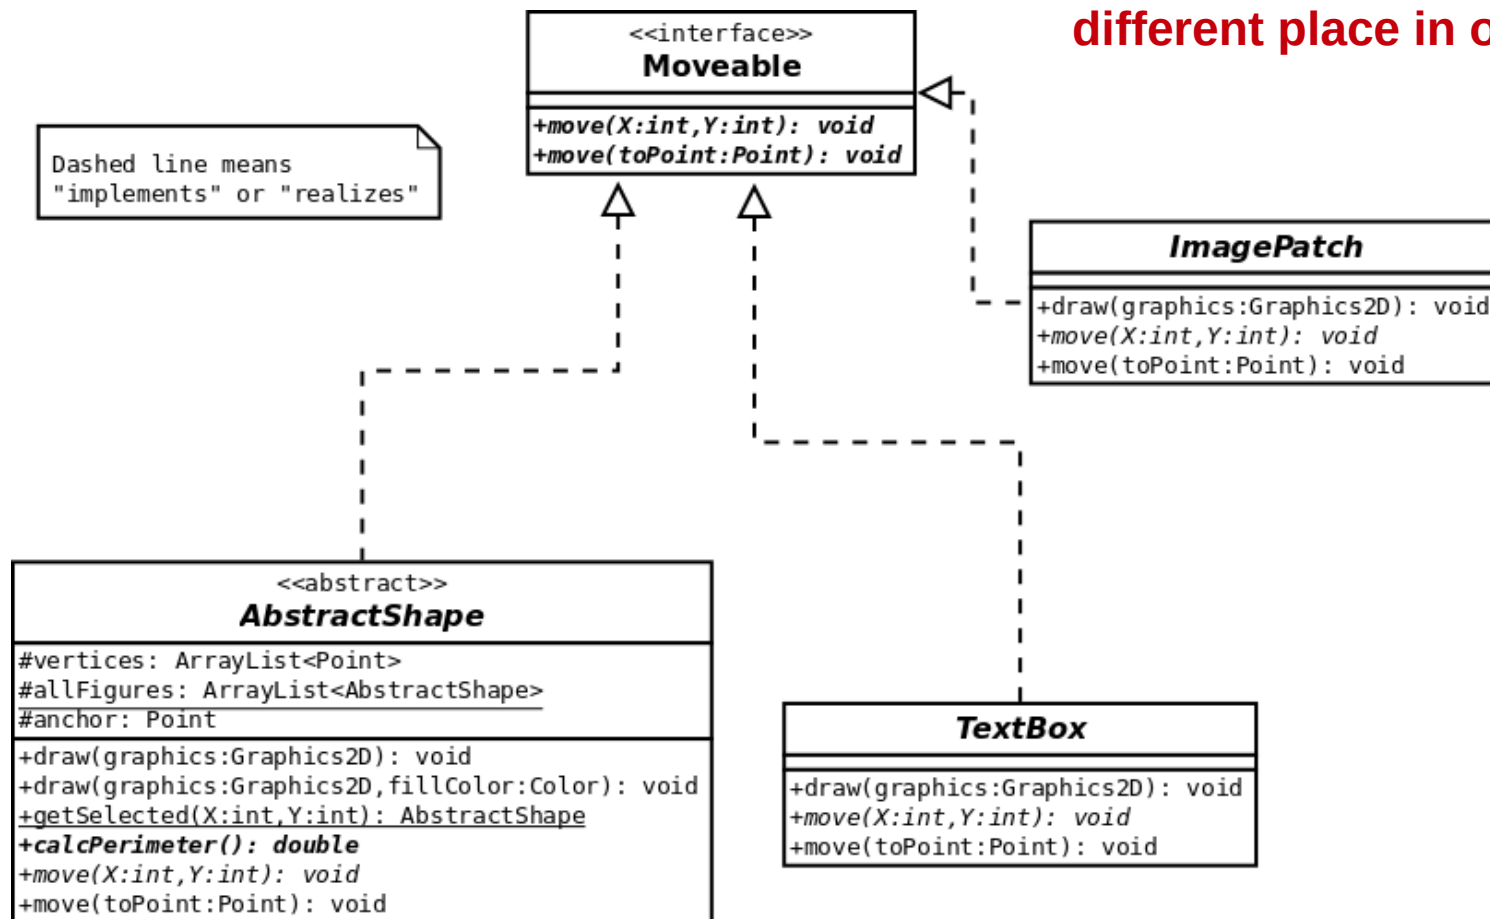 different place in
<<interface>>
Moveable
+move(X:int,Y:int): void
+move(toPoint:Point): void
Dashed line means
"implements" or "realizes"
ImagePatch
+draw(graphics:Graphics2D): void
+move(X:int,Y:int): void
+move(toPoint:Point): void
<<abstract>>
AbstractShape
#vertices: ArrayList<Point>
#allFigures: ArrayList<AbstractShape>
#anchor: Point
+draw(graphics:Graphics2D): void
+draw(graphics:Graphics2D,fillColor:Color): void
+getSelected(X:int,Y:int): AbstractShape
+calcPerimeter(): double
+move(X:int,Y:int): void
+move(toPoint:Point): void
TextBox
+draw(graphics:Graphics2D): void
+move(X:int,Y:int): void
+move(toPoint:Point): void